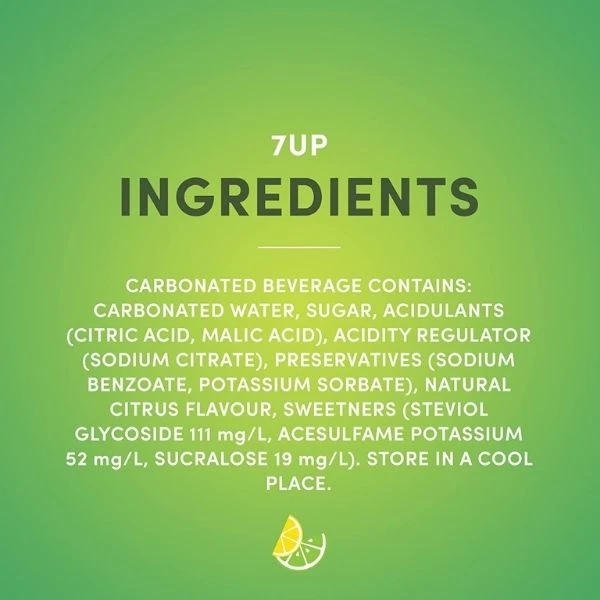 7UP
INGREDIENTS
CARBONATED BEVERAGE CONTAINS:
CARBONATED WATER, SUGAR, ACIDULANTS
(CITRIC ACID, MALIC ACID), ACIDITY REGULATOR
(SODIUM CITRATE), PRESERVATIVES (SODIUM
BENZOATE, POTASSIUM SORBATE), NATURAL
CITRUS FLAVOUR, SWEETNERS (STEVIOL
GLYCOSIDE 111 mg/L, ACESULFAME POTASSIUM
52 mg/L, SUCRALOSE 19 mg/L). STORE IN A COOL
PLACE.